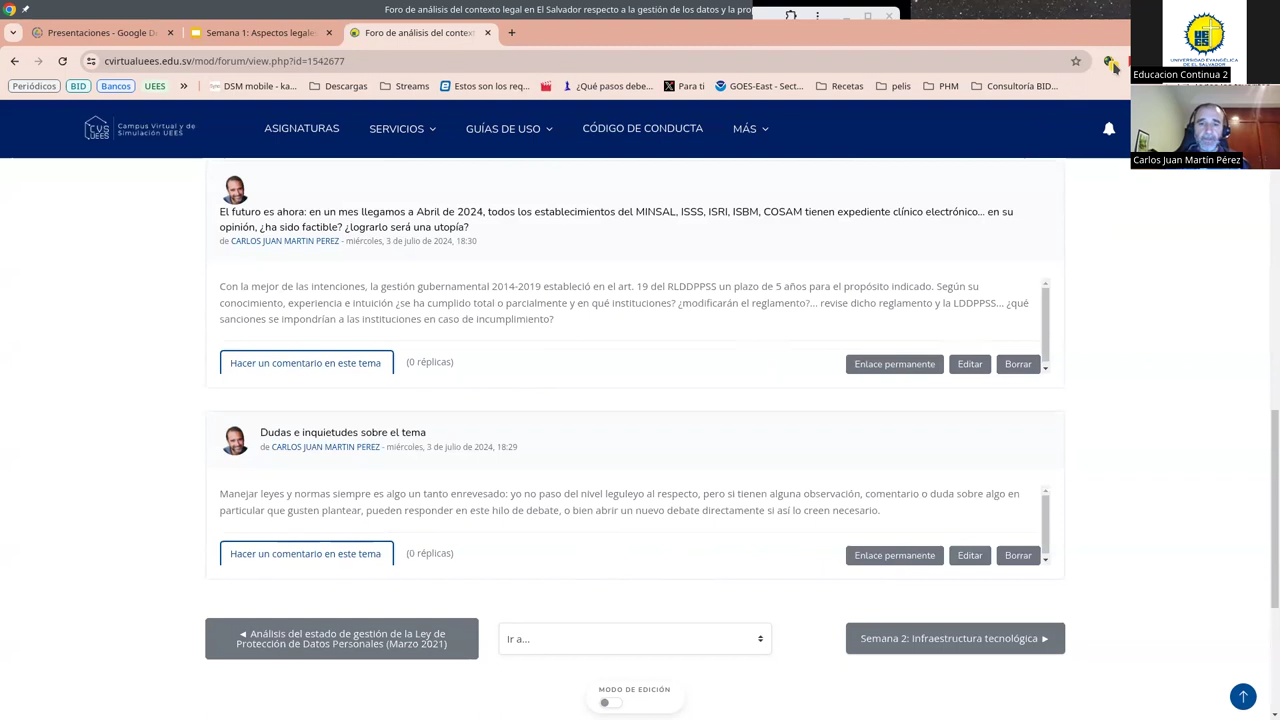 Foro de análisis del contexto legal en El Salvador respecto a la gestión de los datos y la pro
Presentaciones - Google D
Semana 1: Aspectos legale
Foro de análisis del contex
cvirtualuees.edu.sv/mod/forum/view.php?id=1542677
Periódicos
BID
Bancos
cvirtual
UEES
DSM mobile - ka...
Descargas
Streams
Estos son los req...
¿Qué pasos debe...
Para ti
GOES-East - Sect...
Recetas
pelis
PHM
Consultoría BID...
UEES
UNIVERSIDAD EVANGÉLICA
DE EL SALVADOR
Educacion Continua 2
Carlos Juan Martín Pérez
CVS
UEES
Campus Virtual y de
Simulación UEES
ASIGNATURAS
SERVICIOS
GUÍAS DE USO
CÓDIGO DE CONDUCTA
MÁS
El futuro es ahora: en un mes llegamos a Abril de 2024, todos los establecimientos del MINSAL, ISSS, ISRI, ISBM, COSAM tienen expediente clínico electrónico... en su
opinión, ¿ha sido factible? ¿lograrlo será una utopía?
de CARLOS JUAN MARTIN PEREZ - miércoles, 3 de julio de 2024, 18:30
Con la mejor de las intenciones, la gestión gubernamental 2014-2019 estableció en el art. 19 del RLDDPPSS un plazo de 5 años para el propósito indicado. Según su
conocimiento, experiencia e intuición ¿se ha cumplido total o parcialmente y en qué instituciones? ¿modificarán el reglamento?... revise dicho reglamento y la LDDPPSS... ¿qué
sanciones se impondrían a las instituciones en caso de incumplimiento?
Hacer un comentario en este tema
(0 réplicas)
Enlace permanente
Editar
Borrar
Dudas e inquietudes sobre el tema
de CARLOS JUAN MARTIN PEREZ - miércoles, 3 de julio de 2024, 18:29
Manejar leyes y normas siempre es algo un tanto enrevesado: yo no paso del nivel leguleyo al respecto, pero si tienen alguna observación, comentario o duda sobre algo en
particular que gusten plantear, pueden responder en este hilo de debate, o bien abrir un nuevo debate directamente si así lo creen necesario.
Hacer un comentario en este tema
(0 réplicas)
Enlace permanente
Editar
Borrar
◄ Análisis del estado de gestión de la Ley de
Protección de Datos Personales (Marzo 2021)
Ir a...
Semana 2: Infraestructura tecnológica ►
MODO DE EDICIÓN